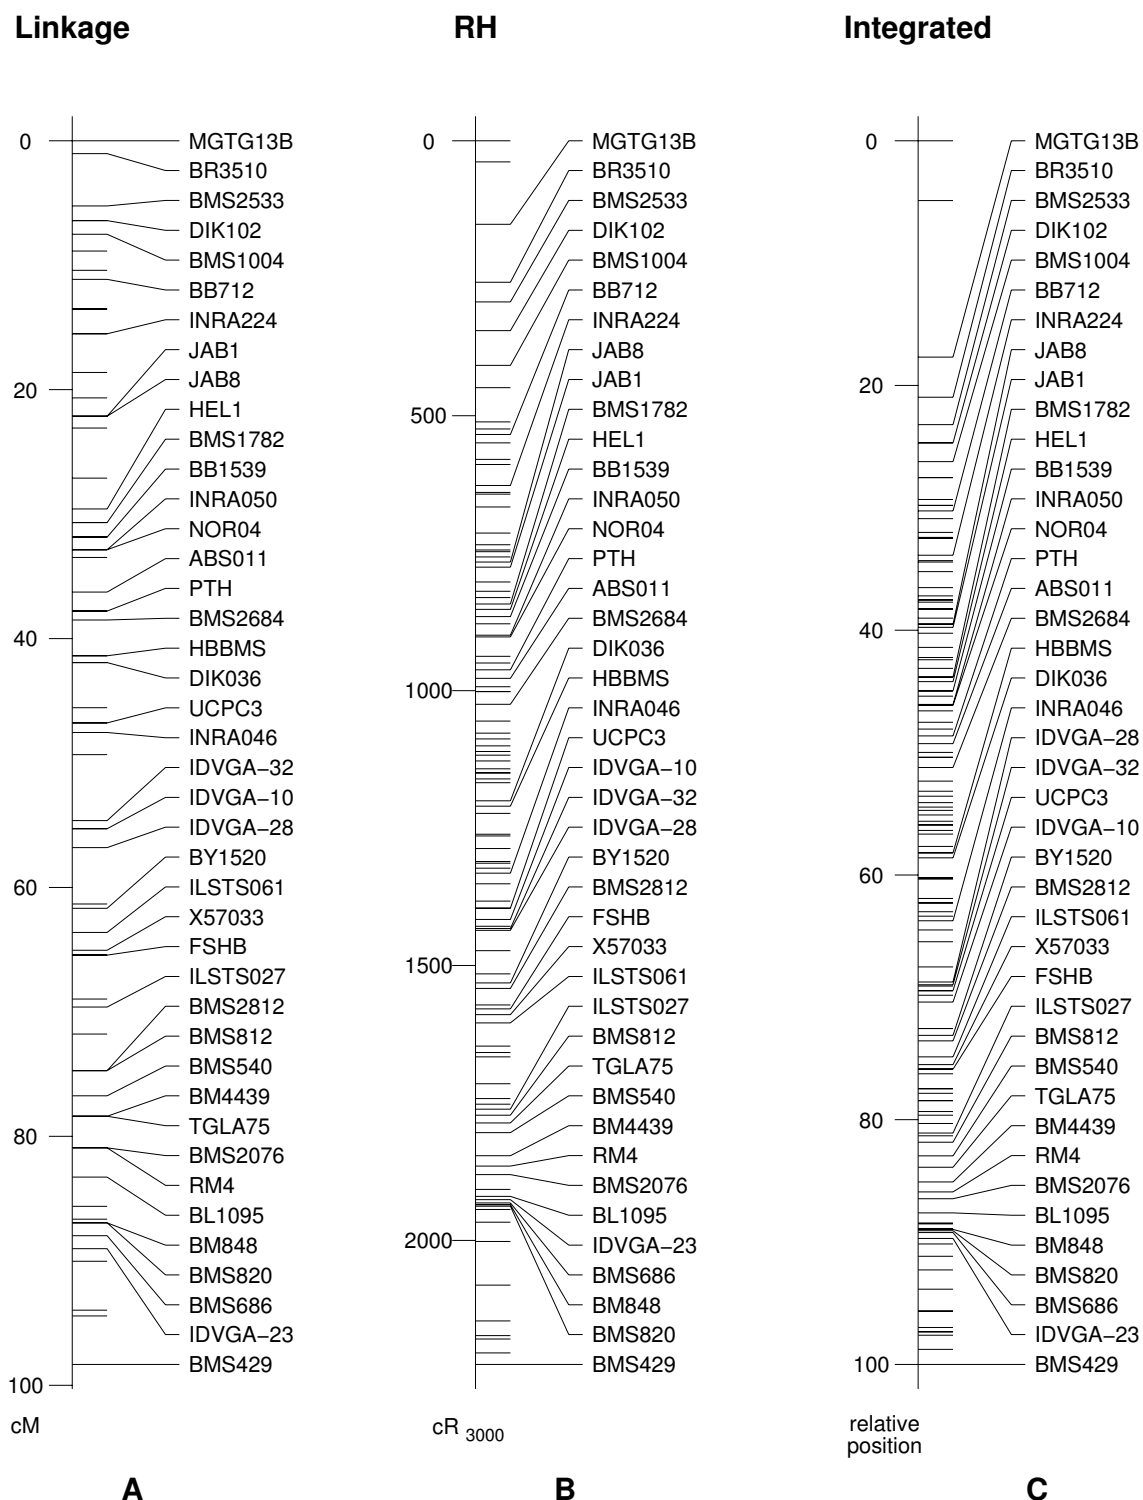 Linkage
RH
Integrated
0
20
40
60
80
100
cM
MGTG13B
BR3510
BMS2533
DIK102
BMS1004
BB712
INRA224
JAB1
JAB8
HEL1
BMS1782
BB1539
INRA050
NOR04
ABS011
PTH
BMS2684
HBBMS
DIK036
UCPC3
INRA046
IDVGA−32
IDVGA−10
IDVGA−28
BY1520
ILSTS061
X57033
FSHB
ILSTS027
BMS2812
BMS812
BMS540
BM4439
TGLA75
BMS2076
RM4
BL1095
BM848
BMS820
BMS686
IDVGA−23
BMS429
A
0
500
1000
1500
2000
cR 3000
MGTG13B
BR3510
BMS2533
DIK102
BMS1004
BB712
INRA224
JAB8
JAB1
BMS1782
HEL1
BB1539
INRA050
NOR04
PTH
ABS011
BMS2684
DIK036
HBBMS
INRA046
UCPC3
IDVGA−10
IDVGA−32
IDVGA−28
BY1520
BMS2812
FSHB
X57033
ILSTS061
ILSTS027
BMS812
TGLA75
BMS540
BM4439
RM4
BMS2076
BL1095
IDVGA−23
BMS686
BM848
BMS820
BMS429
B
0
20
40
60
80
100
relative
position
MGTG13B
BR3510
BMS2533
DIK102
BMS1004
BB712
INRA224
JAB8
JAB1
BMS1782
HEL1
BB1539
INRA050
NOR04
PTH
ABS011
BMS2684
HBBMS
DIK036
INRA046
IDVGA−28
IDVGA−32
UCPC3
IDVGA−10
BY1520
BMS2812
ILSTS061
X57033
FSHB
ILSTS027
BMS812
BMS540
TGLA75
BM4439
RM4
BMS2076
BL1095
BM848
BMS820
BMS686
IDVGA−23
BMS429
C